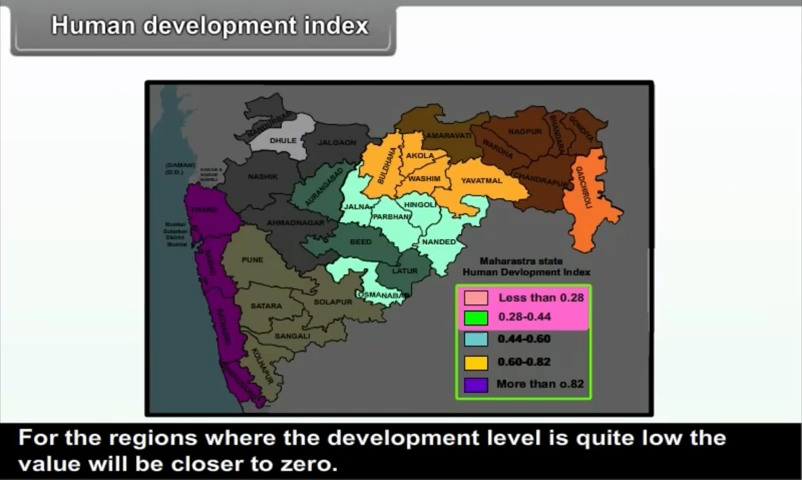 Human development index
NANDURBAR
DHULE
JALGAON
AMARAVATI
NAGPUR
BHANDARA
GONDIA
WARDHA
BULDHANA
AKOLA
WASHIM
YAVATMAL
CHANDRAPUR
GADCHIROLI
(DAMAN)
(D.D.)
NASHIK
AURANGABAD
JALNA
HINGOLI
PARBHANI
NANDED
AHMADNAGAR
BEED
LATUR
OSMANABAD
PUNE
SATARA
SOLAPUR
SANGALI
KOLHAPUR
Maharastra state
Human Devlopment Index
Less than 0.28
0.28-0.44
0.44-0.60
0.60-0.82
More than o.82
For the regions where the development level is quite low the
value will be closer to zero.